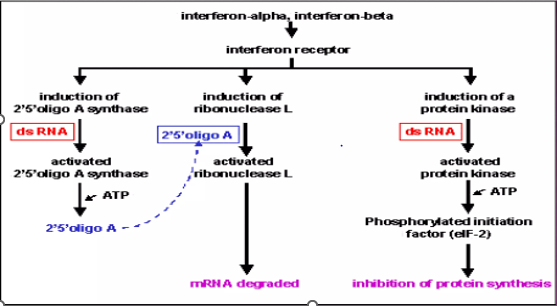 interferon-alpha, interferon-beta
interferon receptor
induction of
2'5'oligo A synthase
ds RNA
activated
2'5'oligo A synthase
ATP
2'5'oligo A
induction of
ribonuclease L
2'5'oligo A
activated
ribonuclease L
mRNA degraded
induction of a
protein kinase
ds RNA
activated
protein kinase
ATP
Phosphorylated initiation
factor (eIF-2)
inhibition of protein synthesis